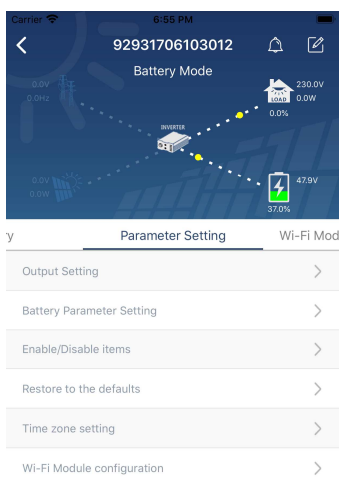 Carrier 6:55 PM
92931706103012
Battery Mode
0.0V
0.0Hz
230.0V
0.0W
LOAD
0.0%
INVERTER
0.0V
0.0W
47.9V
37.0%
ry Parameter Setting Wi-Fi Mod
Output Setting
Battery Parameter Setting
Enable/Disable items
Restore to the defaults
Time zone setting
Wi-Fi Module configuration